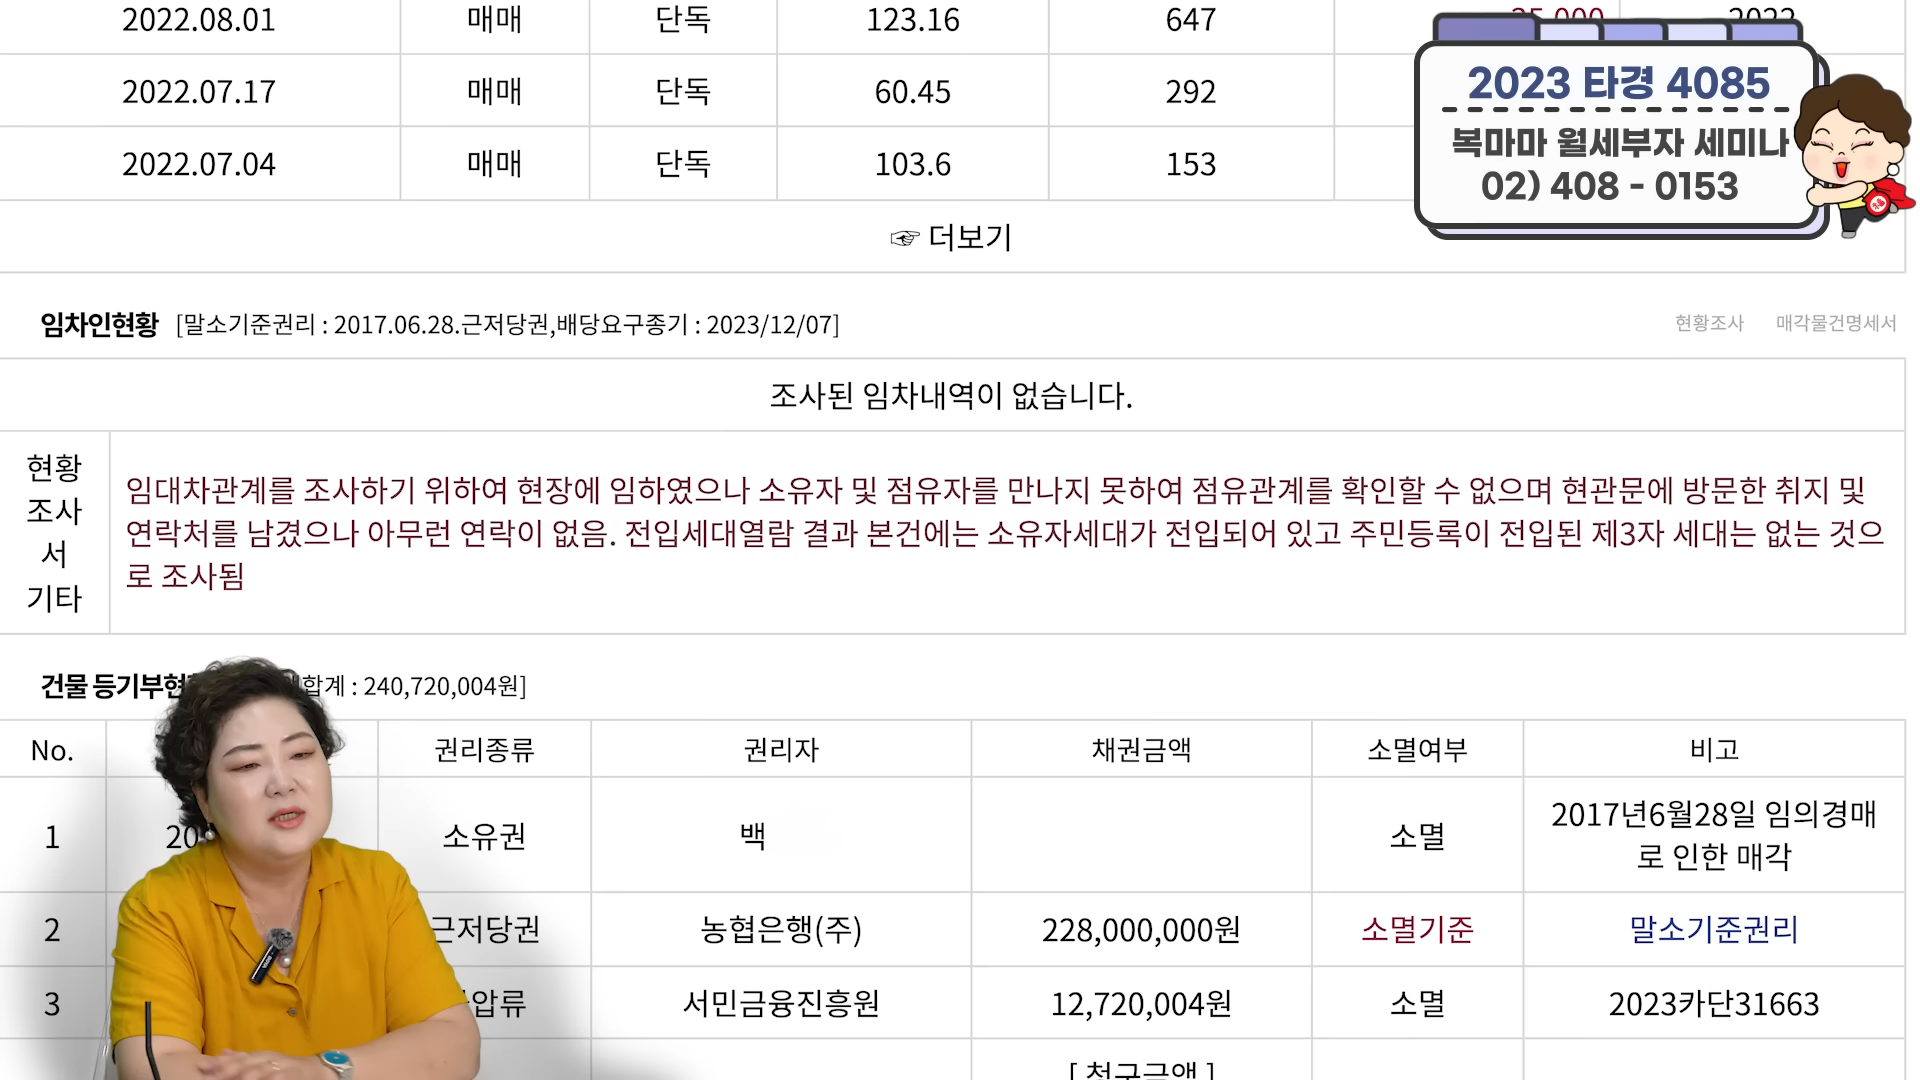 2022.08.01 매매 단독 123.16 647 2022
2022.07.17 매매 단독 60.45 292
2022.07.04 매매 단독 103.6 153
☞ 더보기
2023 타경 4085
복마마 월세부자 세미나
02) 408 - 0153
임차인현황 [말소기준권리 : 2017.06.28.근저당권,배당요구종기 : 2023/12/07] 현황조사 매각물건명세서
조사된 임차내역이 없습니다.
현황
조사
서
기타
임대차관계를 조사하기 위하여 현장에 임하였으나 소유자 및 점유자를 만나지 못하여 점유관계를 확인할 수 없으며 현관문에 방문한 취지 및
연락처를 남겼으나 아무런 연락이 없음. 전입세대열람 결과 본건에는 소유자세대가 전입되어 있고 주민등록이 전입된 제3자 세대는 없는 것으
로 조사됨
건물 등기부현 합계 : 240,720,004원]
No. 권리종류 권리자 채권금액 소멸여부 비고
1 20 소유권 백 소멸 2017년6월28일 임의경매
로 인한 매각
2 근저당권 농협은행(주) 228,000,000원 소멸기준 말소기준권리
3 압류 서민금융진흥원 12,720,004원 소멸 2023카단31663
[ 청구금액 ]